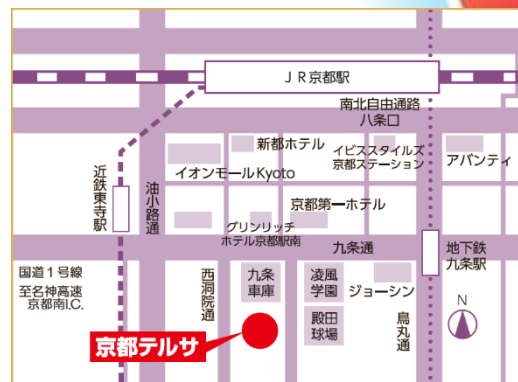 JR京都駅
南北自由通路
八条口
新都ホテル
イビススタイルズ
京都ステーション
アバンティ
イオンモールKyoto
近鉄東寺駅
油小路通
京都第一ホテル
グリンリッチ
ホテル京都駅南
九条通
地下鉄
九条駅
国道1号線
至名神高速
京都南I.C.
西洞院通
九条
車庫
凌風
学園
ジョーシン
殿田
球場
烏丸通
N
京都テルサ